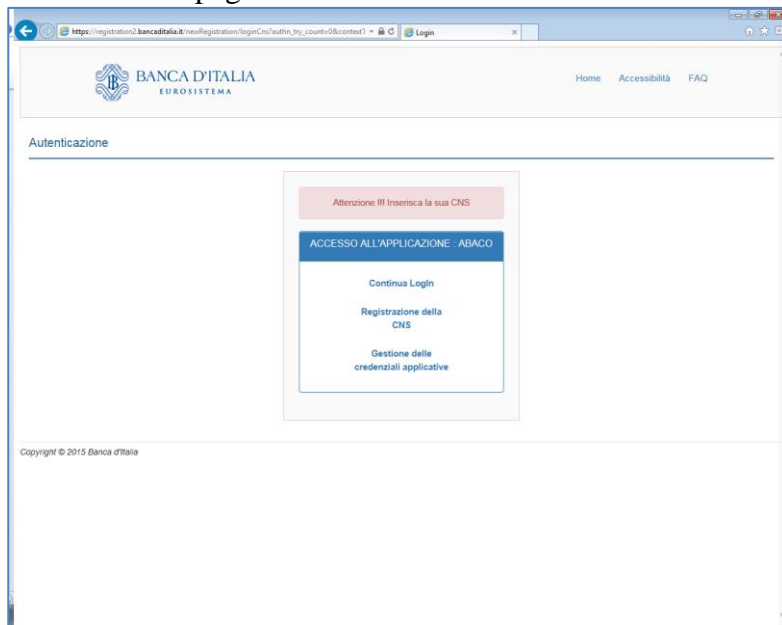 pag
https://registration2.bancaditalia.it/newRegistration/loginCns?authn_try_count=0&context
Login
BANCA D'ITALIA
EUROSISTEMA
Home Accessibilità FAQ
Autenticazione
Attenzione !!! Inserisca la sua CNS
ACCESSO ALL'APPLICAZIONE : ABACO
Continua LogIn
Registrazione della
CNS
Gestione delle
credenziali applicative
Copyright © 2015 Banca d'Italia